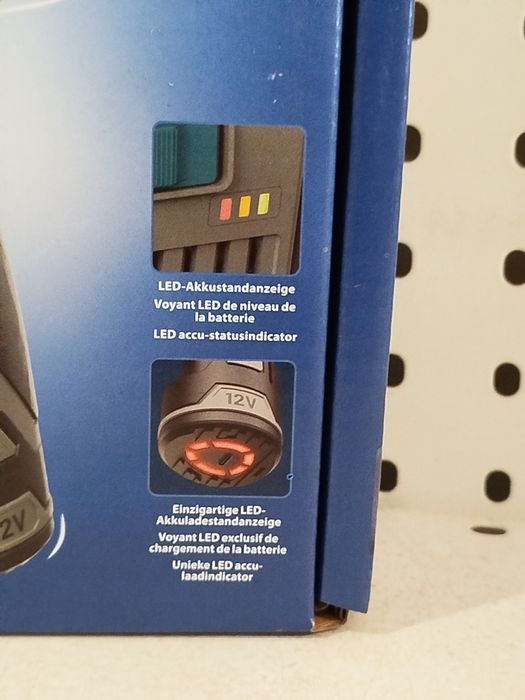 LED-Akkustandanzeige
Voyant LED de niveau de
la batterie
LED accu-statusindicator
12V
Einzigartige LED-
Akkuladestandanzeige
Voyant LED exclusif de
chargement de la batterie
Unieke LED accu-
laadindicator
2V